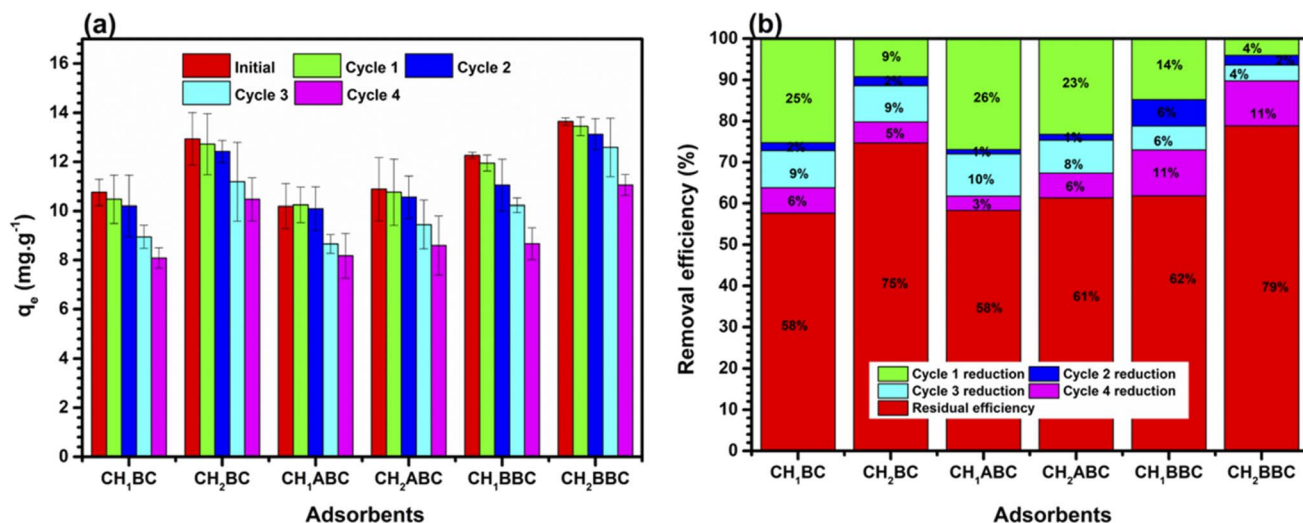 (a)
16
14
12
10
8
6
4
2
0
qₑ (mg.g⁻¹)
Initial Cycle 1 Cycle 2
Cycle 3 Cycle 4
CH₁BC CH₂BC CH₁ABC CH₂ABC CH₁BBC CH₂BBC
Adsorbents
(b)
100
90
80
70
60
50
40
30
20
10
0
Removal efficiency (%)
25% 9% 26% 23% 14% 4%
2% 2% 1% 1% 6% 2%
9% 9% 10% 8% 6% 4%
6% 5% 3% 6% 11% 11%
58% 75% 58% 61% 62% 79%
Cycle 1 reduction Cycle 2 reduction
Cycle 3 reduction Cycle 4 reduction
Residual efficiency
CH₁BC CH₂BC CH₁ABC CH₂ABC CH₁BBC CH₂BBC
Adsorbents